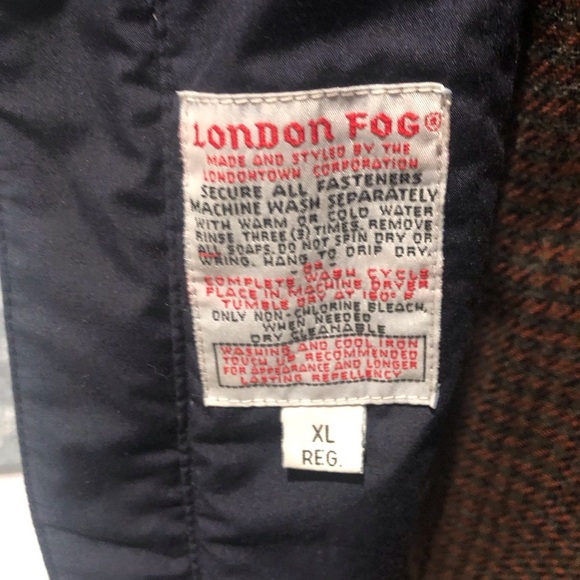 LONDON FOG®
MADE AND STYLED BY THE
LONDONTOWN CORPORATION
SECURE ALL FASTENERS
MACHINE WASH SEPARATELY
WITH WARM OR COLD WATER
RINSE THREE (3) TIMES. REMOVE
ALL SOAPS. DO NOT SPIN DRY OR
WRING. HANG TO DRIP DRY.
-OR-
COMPLETE WASH CYCLE
PLACE IN MACHINE DRYER
TUMBLE DRY AT 160° F
ONLY NON-CHLORINE BLEACH,
WHEN NEEDED
DRY CLEANABLE
WASHING AND COOL IRON
TOUCH UP RECOMMENDED
FOR APPEARANCE AND LONGER
LASTING REPELLENCY
XL
REG.